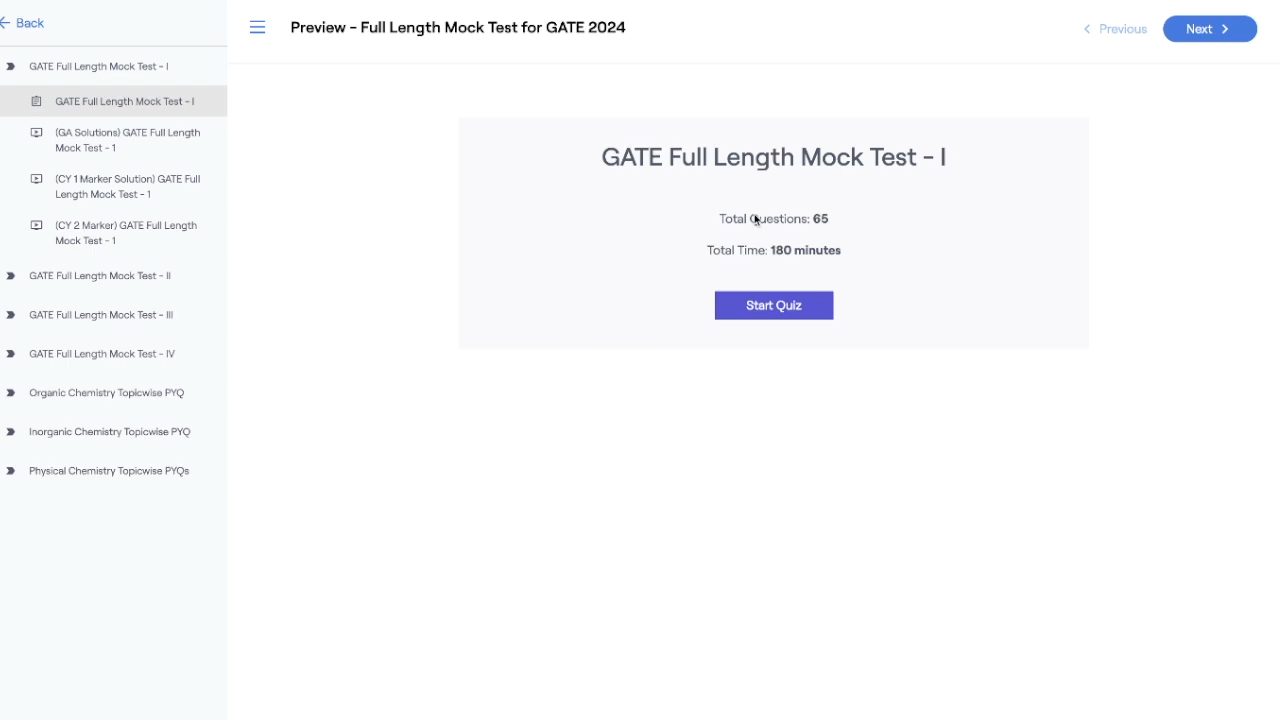 Back
Preview - Full Length Mock Test for GATE 2024
Previous
Next
GATE Full Length Mock Test - I
GATE Full Length Mock Test - I
(GA Solutions) GATE Full Length
Mock Test - 1
(CY 1 Marker Solution) GATE Full
Length Mock Test - 1
(CY 2 Marker) GATE Full Length
Mock Test - 1
GATE Full Length Mock Test - II
GATE Full Length Mock Test - III
GATE Full Length Mock Test - IV
Organic Chemistry Topicwise PYQ
Inorganic Chemistry Topicwise PYQ
Physical Chemistry Topicwise PYQs
GATE Full Length Mock Test - I
Total Questions: 65
Total Time: 180 minutes
Start Quiz